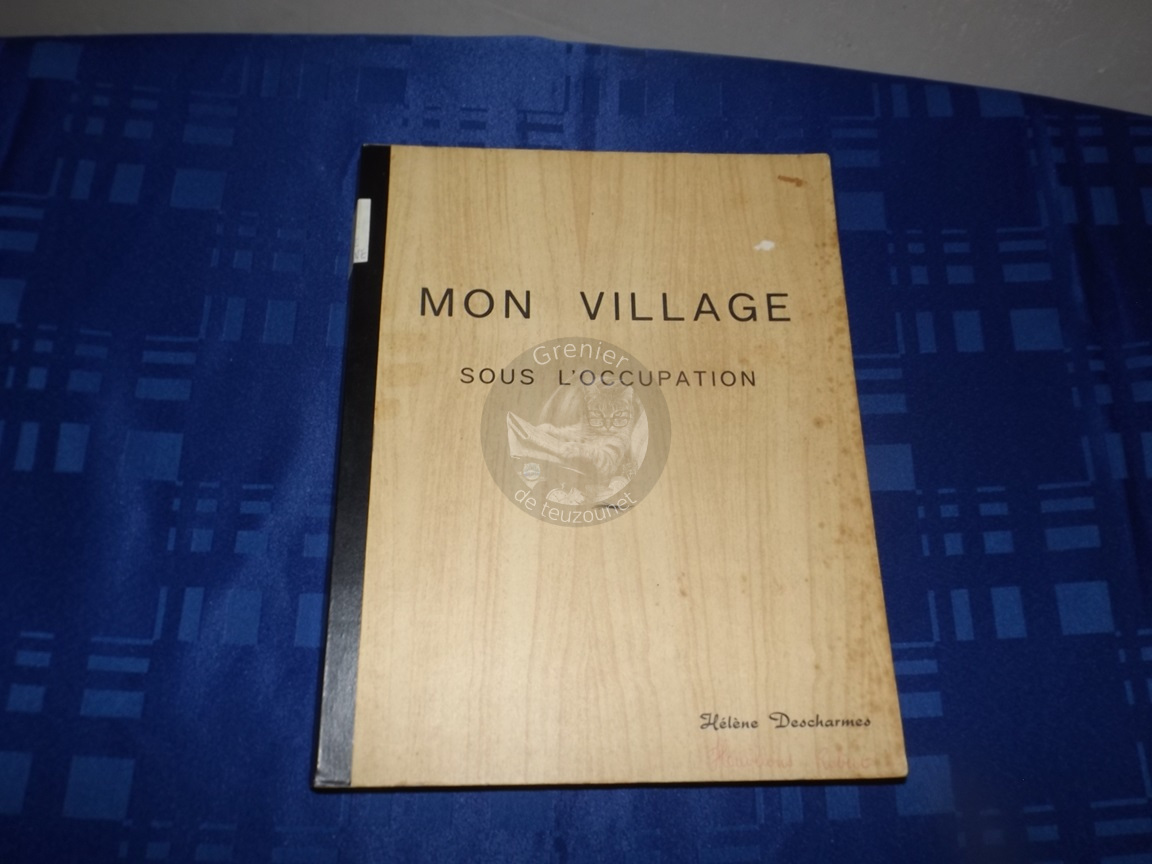 MON VILLAGE
Grenier
SOUS L'OCCUPATION
de teuzounet
Hélène Descharmes